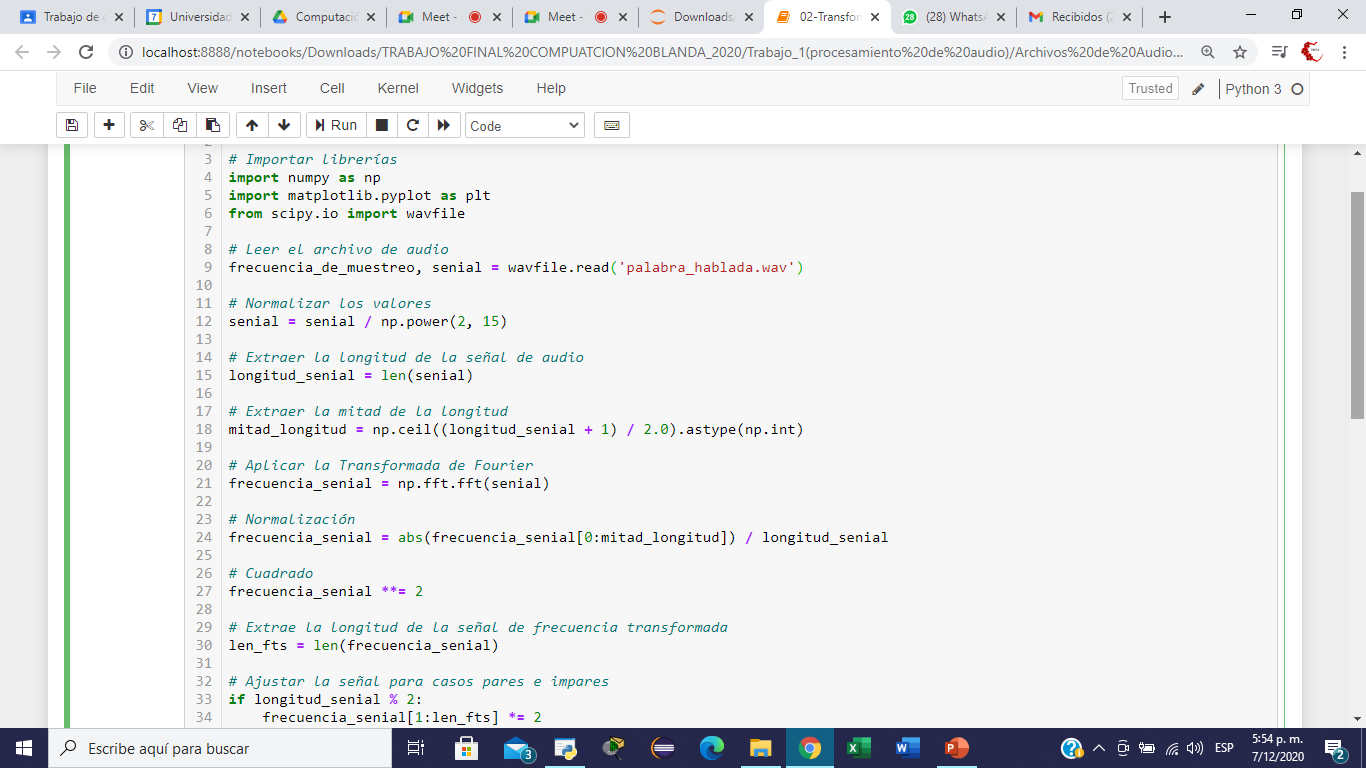 Trabajo de
Universidad
Computació
Meet -
Meet -
Downloads
02-Transfor
(28) Whats
Recibidos (
localhost:8888/notebooks/Downloads/TRABAJO%20FINAL%20COMPUATCION%20BLANDA_2020/Trabajo_1(procesamiento%20de%20audio)/Archivos%20de%20Audio...
File Edit View Insert Cell Kernel Widgets Help
Trusted
Python 3
Run
Code
3 # Importar librerías
4 import numpy as np
5 import matplotlib.pyplot as plt
6 from scipy.io import wavfile
7
8 # Leer el archivo de audio
9 frecuencia_de_muestreo, senial = wavfile.read('palabra_hablada.wav')
10
11 # Normalizar los valores
12 senial = senial / np.power(2, 15)
13
14 # Extraer la longitud de la señal de audio
15 longitud_senial = len(senial)
16
17 # Extraer la mitad de la longitud
18 mitad_longitud = np.ceil((longitud_senial + 1) / 2.0).astype(np.int)
19
20 # Aplicar la Transformada de Fourier
21 frecuencia_senial = np.fft.fft(senial)
22
23 # Normalización
24 frecuencia_senial = abs(frecuencia_senial[0:mitad_longitud]) / longitud_senial
25
26 # Cuadrado
27 frecuencia_senial **= 2
28
29 # Extrae la longitud de la señal de frecuencia transformada
30 len_fts = len(frecuencia_senial)
31
32 # Ajustar la señal para casos pares e impares
33 if longitud_senial % 2:
34 frecuencia_senial[1:len_fts] *= 2
Escribe aquí para buscar
3
ESP
5:54 p. m.
7/12/2020
2